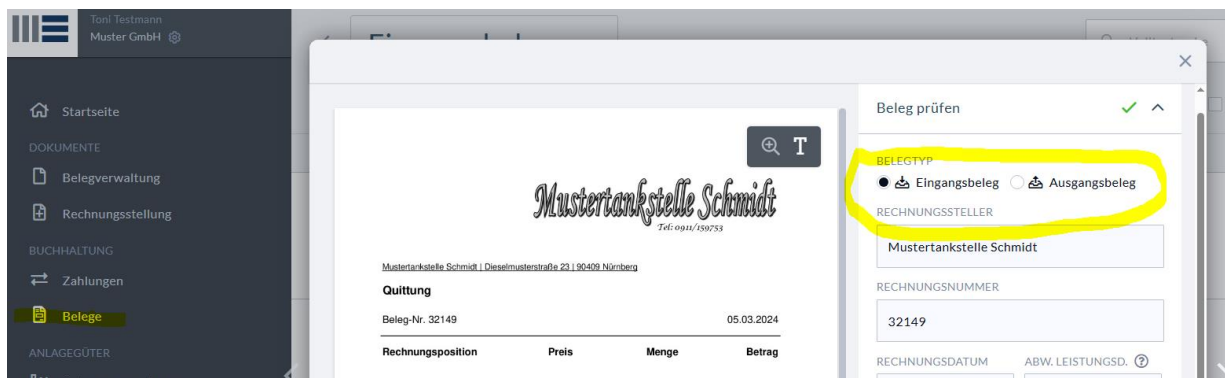 Toni Testmann
Muster GmbH
Startseite
DOKUMENTE
Belegverwaltung
Rechnungsstellung
BUCHHALTUNG
Zahlungen
Belege
ANLAGEGÜTER
T
Mustertankstelle Schmidt
Tel: 0911/159753
Mustertankstelle Schmidt | Dieselmusterstraße 23 | 90409 Nürnberg
Quittung
Beleg-Nr. 32149 05.03.2024
Rechnungsposition Preis Menge Betrag
Beleg prüfen
BELEGTYP
Eingangsbeleg Ausgangsbeleg
RECHNUNGSSTELLER
Mustertankstelle Schmidt
RECHNUNGSNUMMER
32149
RECHNUNGSDATUM ABW. LEISTUNGSD. ?